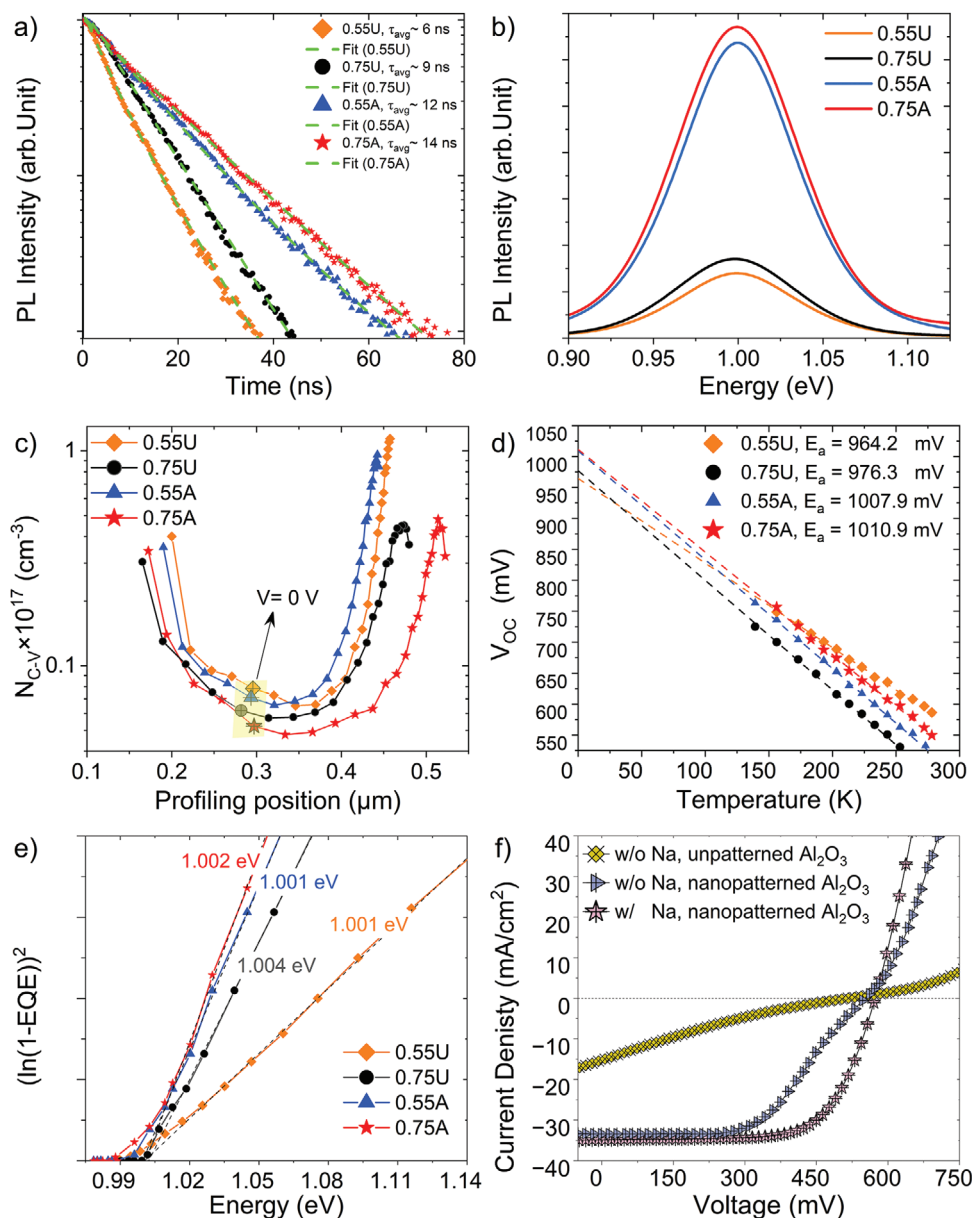 a)
PL Intensity (arb.Unit)
0.55U, τavg~ 6 ns
Fit (0.55U)
0.75U, τavg~ 9 ns
Fit (0.75U)
0.55A, τavg~ 12 ns
Fit (0.55A)
0.75A, τavg~ 14 ns
Fit (0.75A)
0 20 40 60 80
Time (ns)
b)
PL Intensity (arb.Unit)
0.55U
0.75U
0.55A
0.75A
0.90 0.95 1.00 1.05 1.10
Energy (eV)
c)
N_C-V×10^17 (cm^-3)
1
0.1
0.55U
0.75U
0.55A
0.75A
V= 0 V
0.1 0.2 0.3 0.4 0.5
Profiling position (µm)
d)
V_OC (mV)
1050
1000
950
900
850
800
750
700
650
600
550
0.55U, Ea = 964.2 mV
0.75U, Ea = 976.3 mV
0.55A, Ea = 1007.9 mV
0.75A, Ea = 1010.9 mV
0 50 100 150 200 250 300
Temperature (K)
e)
(ln(1-EQE))²
1.002 eV
1.001 eV
1.001 eV
1.004 eV
0.55U
0.75U
0.55A
0.75A
0.99 1.02 1.05 1.08 1.11 1.14
Energy (eV)
f)
Current Denisty (mA/cm²)
40
30
20
10
0
−10
−20
−30
−40
w/o Na, unpatterned Al₂O₃
w/o Na, nanopatterned Al₂O₃
w/ Na, nanopatterned Al₂O₃
0 150 300 450 600 750
Voltage (mV)